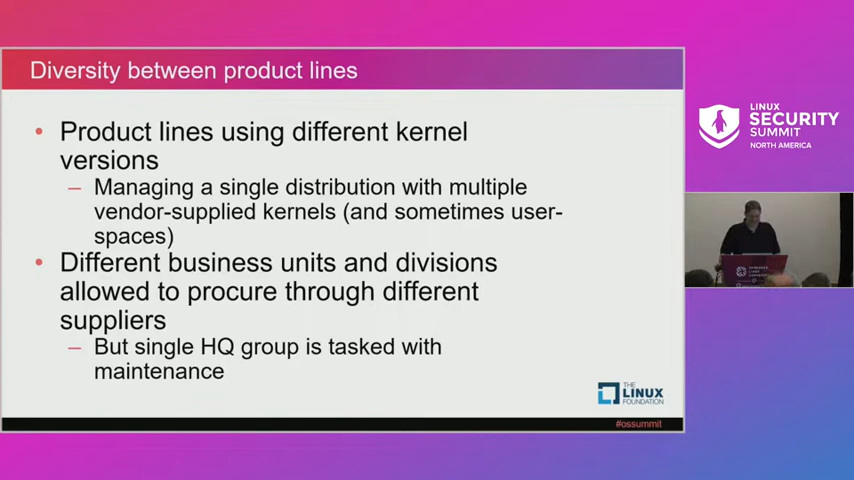 Diversity between product lines
• Product lines using different kernel
versions
– Managing a single distribution with multiple
vendor-supplied kernels (and sometimes user-
spaces)
• Different business units and divisions
allowed to procure through different
suppliers
– But single HQ group is tasked with
maintenance
THE
LINUX
FOUNDATION
#ossummit
LINUX
SECURITY
SUMMIT
NORTH AMERICA